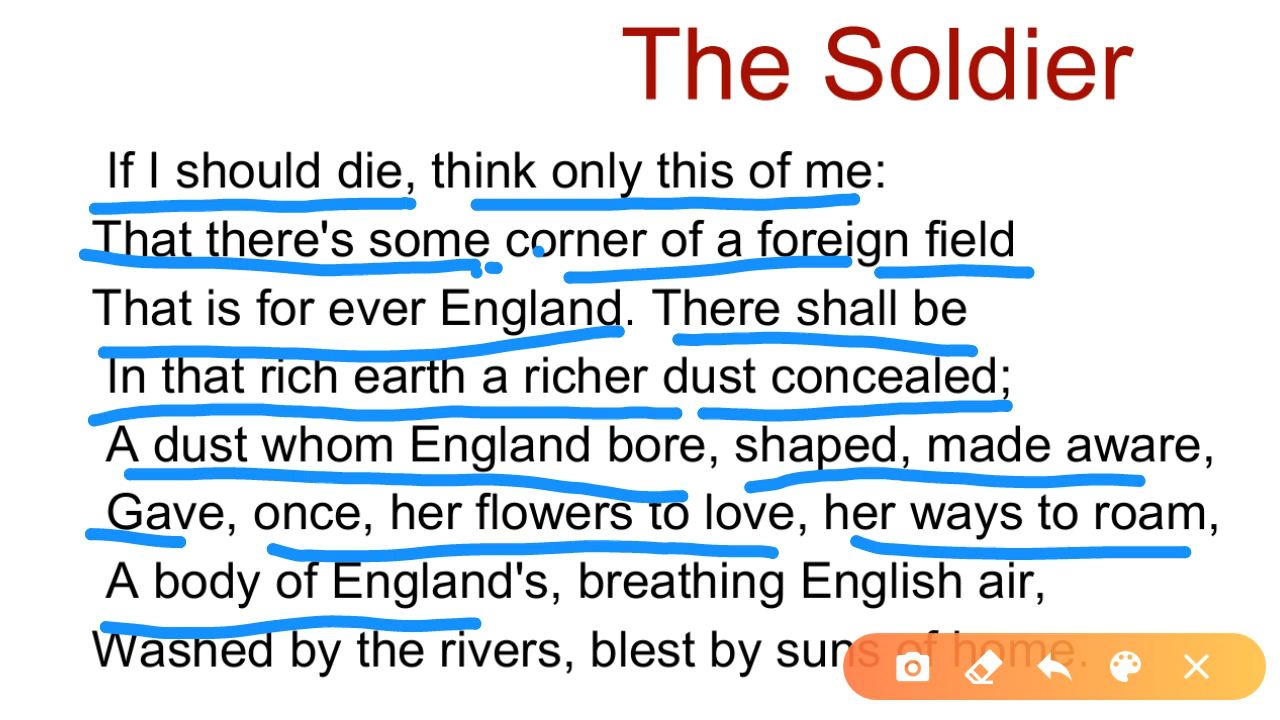 The Soldier
If I should die, think only this of me:
That there's some corner of a foreign field
That is for ever England. There shall be
In that rich earth a richer dust concealed;
A dust whom England bore, shaped, made aware,
Gave, once, her flowers to love, her ways to roam,
A body of England's, breathing English air,
Washed by the rivers, blest by suns of home.